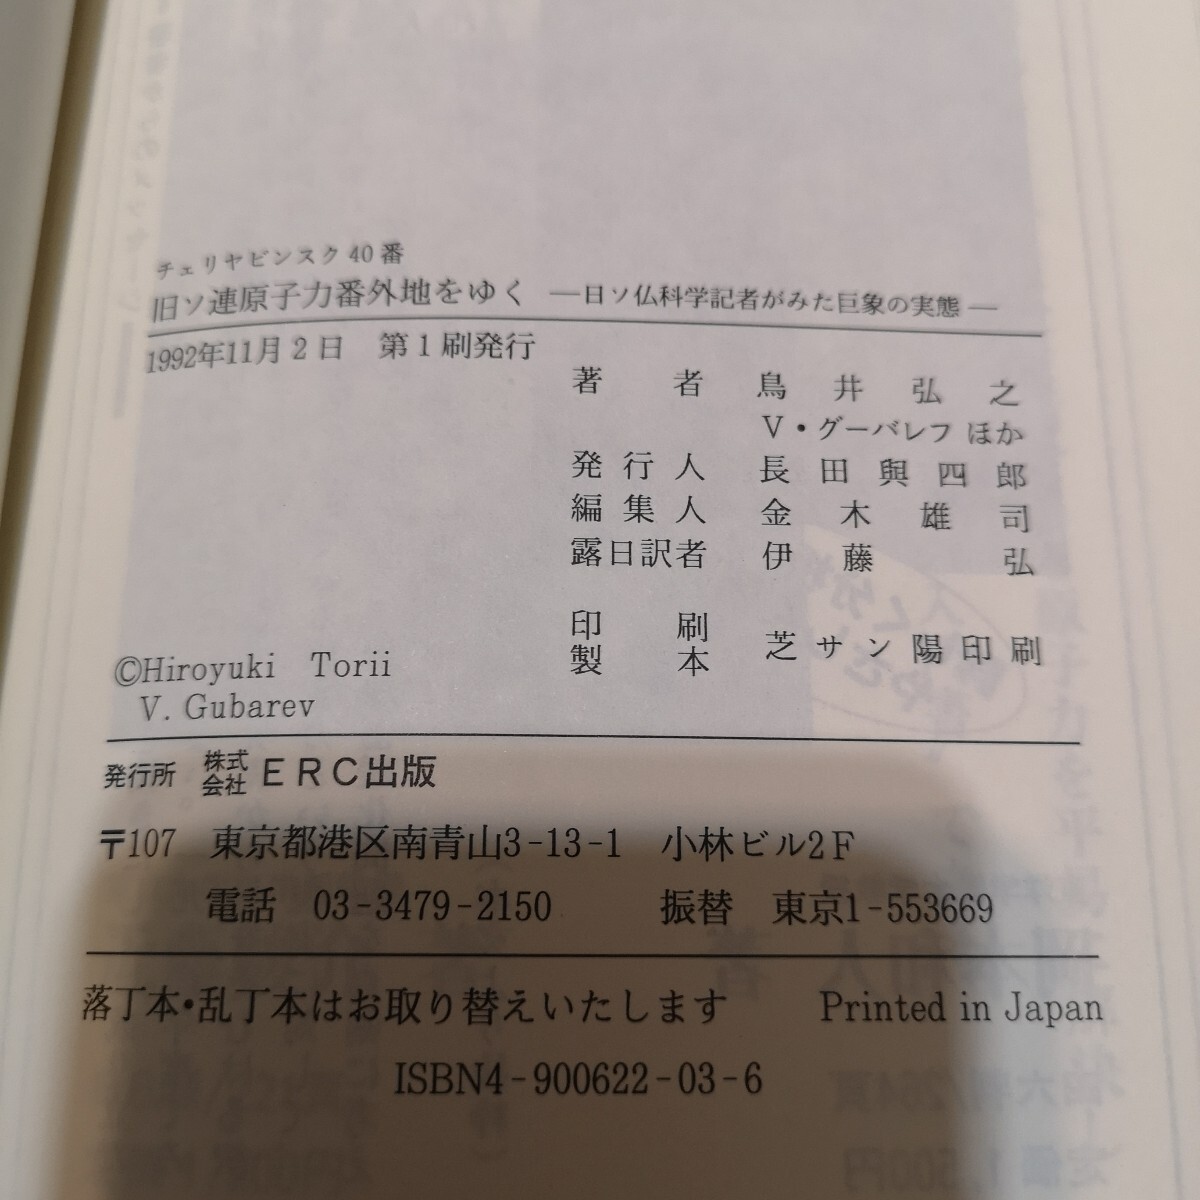 チェリヤビンスク40番
旧ソ連原子力番外地をゆく ―日ソ仏科学記者がみた巨象の実態―
1992年11月2日 第1刷発行
著者 鳥井弘之
V・グーバレフ ほか
発行人 長田與四郎
編集人 金木雄司
露日訳者 伊藤弘
印刷
製本 芝サン陽印刷
©Hiroyuki Torii
V. Gubarev
発行所 株式会社 ERC出版
〒107 東京都港区南青山3-13-1 小林ビル2F
電話 03-3479-2150 振替 東京1-553669
落丁本・乱丁本はお取り替えいたします Printed in Japan
ISBN4-900622-03-6